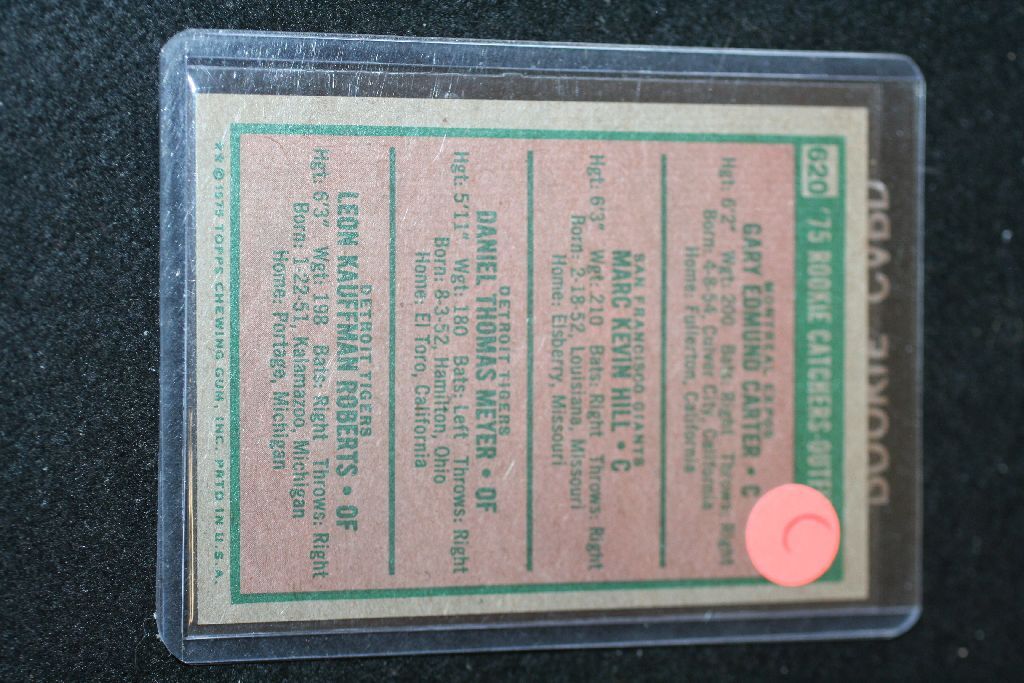 ROOKIE CARD
620 '75 ROOKIE CATCHERS-OUTFI
MONTREAL EXPOS
GARY EDMUND CARTER • C
Hgt: 6'2" Wgt: 200 Bats: Right Throws: Right
Born: 4-8-54, Culver City, California
Home: Fullerton, California
SAN FRANCISCO GIANTS
MARC KEVIN HILL • C
Hgt: 6'3" Wgt: 210 Bats: Right Throws: Right
Born: 2-18-52, Louisiana, Missouri
Home: Elsberry, Missouri
DETROIT TIGERS
DANIEL THOMAS MEYER • OF
Hgt: 5'11" Wgt: 180 Bats: Left Throws: Right
Born: 8-3-52, Hamilton, Ohio
Home: El Toro, California
DETROIT TIGERS
LEON KAUFFMAN ROBERTS • OF
Hgt: 6'3" Wgt: 198 Bats: Right Throws: Right
Born: 1-22-51, Kalamazoo, Michigan
Home: Portage, Michigan
** © 1975 TOPPS CHEWING GUM, INC. PRTD IN U.S.A.